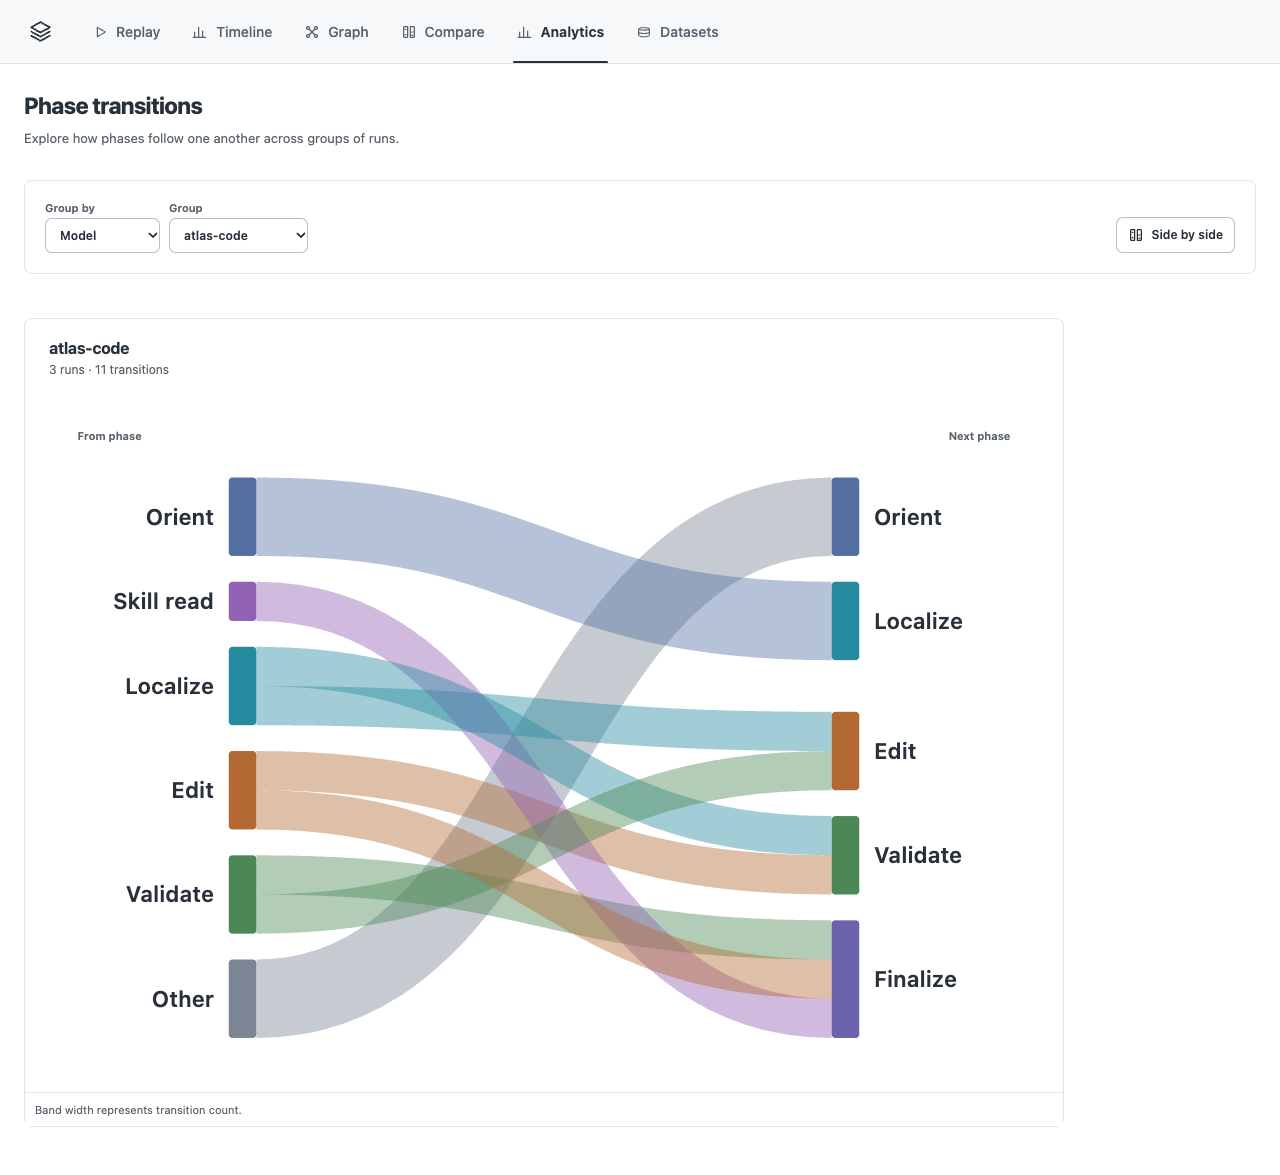 Replay
Timeline
Graph
Compare
Analytics
Datasets
Phase transitions
Explore how phases follow one another across groups of runs.
Group by
Group
Model
atlas-code
Side by side
atlas-code
3 runs · 11 transitions
From phase
Next phase
Orient
Skill read
Localize
Edit
Validate
Other
Orient
Localize
Edit
Validate
Finalize
Band width represents transition count.